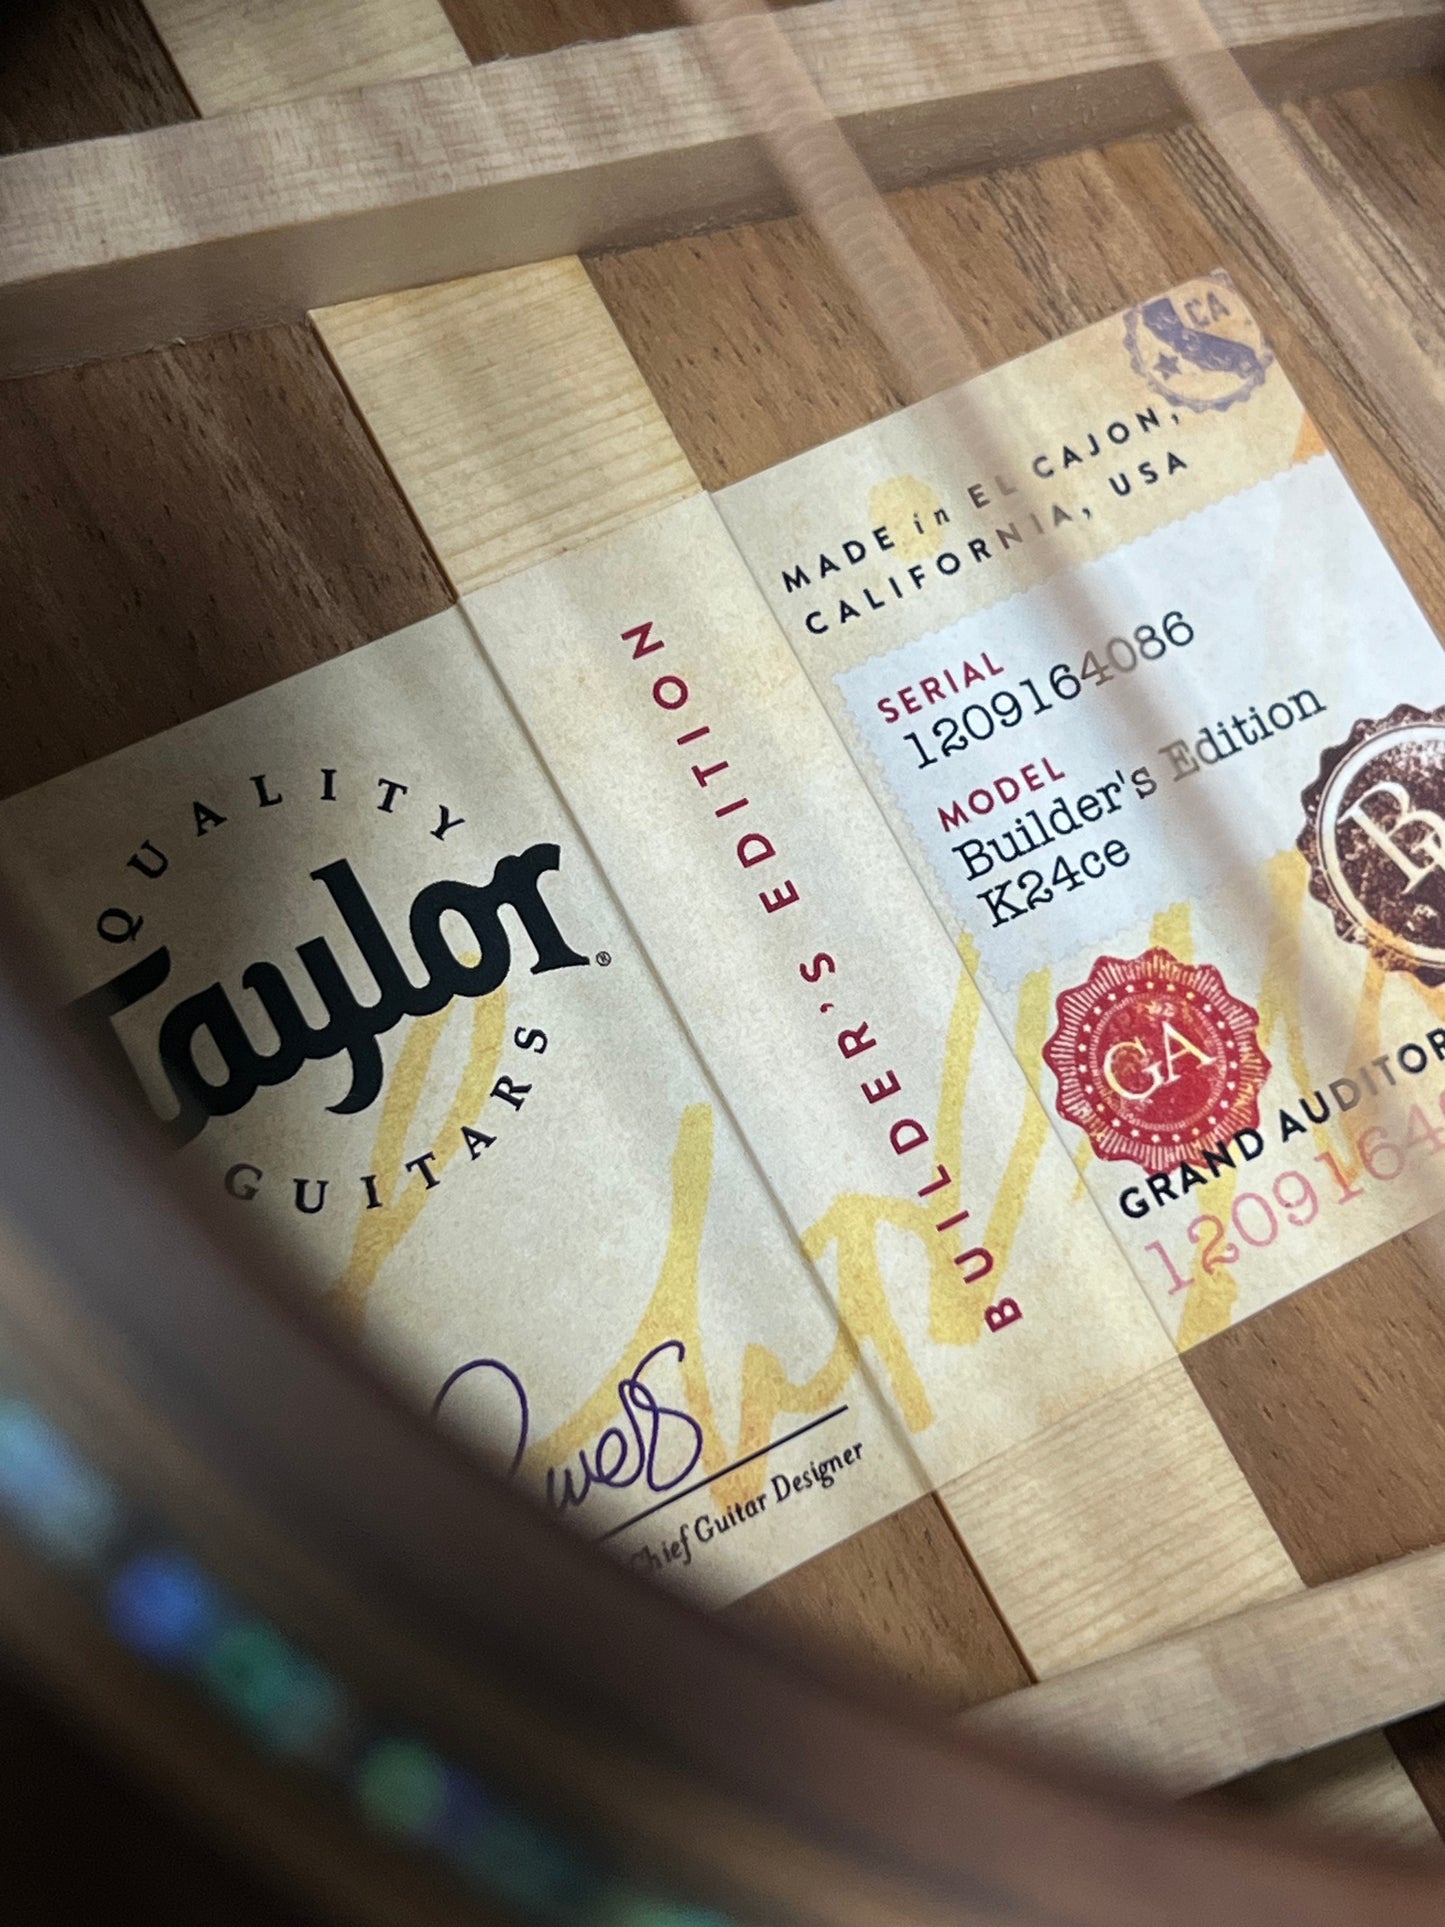 QUALITY
Taylor®
GUITARS
Chief Guitar Designer
BUILDER'S EDITION
CA
MADE in EL CAJON,
CALIFORNIA, USA
SERIAL
1209164086
MODEL
Builder's Edition
K24ce
GA
GRAND AUDITOR
1209164